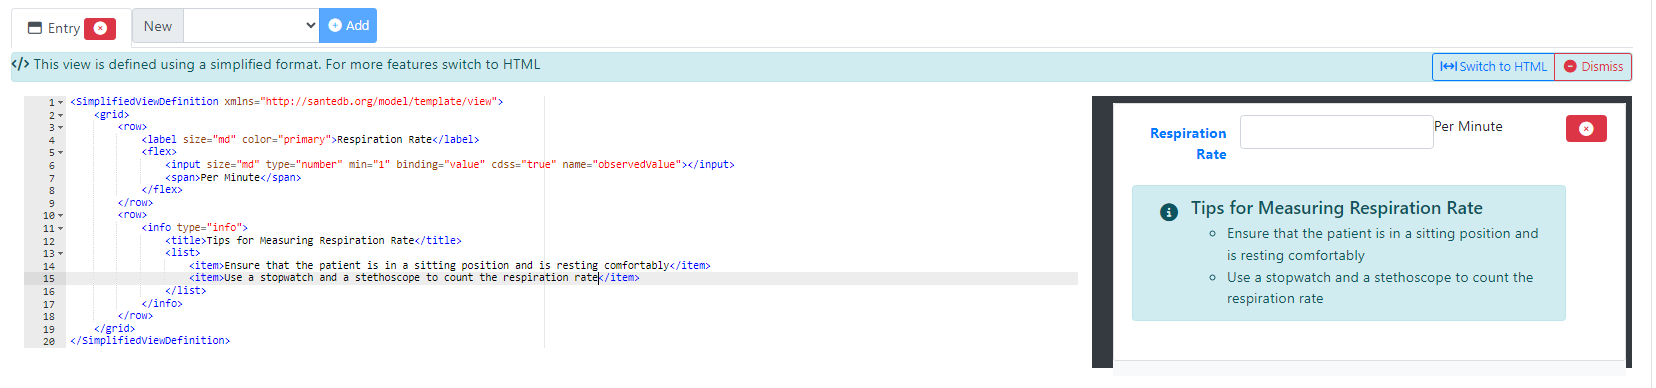 Entry
New
Add
</> This view is defined using a simplified format. For more features switch to HTML
Switch to HTML
Dismiss
1 <SimplifiedViewDefinition xmlns="http://santedb.org/model/template/view">
2 <grid>
3 <row>
4 <label size="md" color="primary">Respiration Rate</label>
5 <flex>
6 <input size="md" type="number" min="1" binding="value" cdss="true" name="observedValue"></input>
7 <span>Per Minute</span>
8 </flex>
9 </row>
10 <row>
11 <info type="info">
12 <title>Tips for Measuring Respiration Rate</title>
13 <list>
14 <item>Ensure that the patient is in a sitting position and is resting comfortably</item>
15 <item>Use a stopwatch and a stethoscope to count the respiration rate</item>
16 </list>
17 </info>
18 </row>
19 </grid>
20 </SimplifiedViewDefinition>
Respiration
Rate
Per Minute
Tips for Measuring Respiration Rate
Ensure that the patient is in a sitting position and
is resting comfortably
Use a stopwatch and a stethoscope to count the
respiration rate